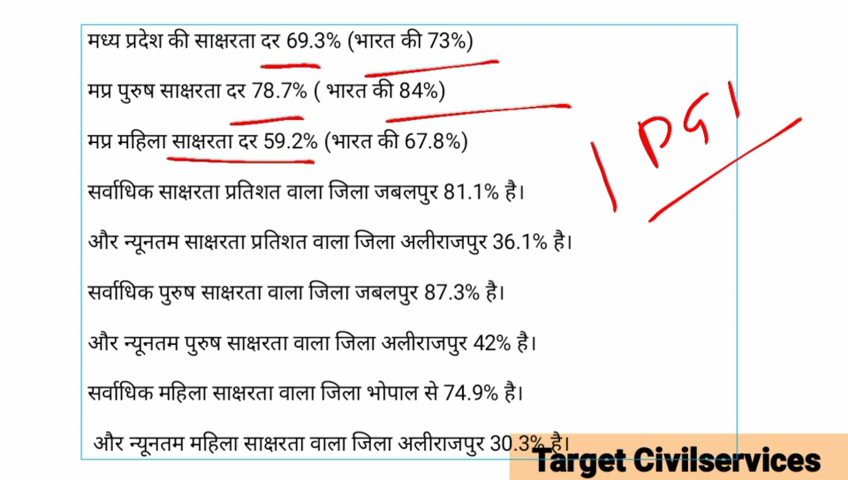 मध्य प्रदेश की साक्षरता दर 69.3% (भारत की 73%)
मप्र पुरुष साक्षरता दर 78.7% ( भारत की 84%)
मप्र महिला साक्षरता दर 59.2% (भारत की 67.8%)
सर्वाधिक साक्षरता प्रतिशत वाला जिला जबलपुर 81.1% है।
और न्यूनतम साक्षरता प्रतिशत वाला जिला अलीराजपुर 36.1% है।
सर्वाधिक पुरुष साक्षरता वाला जिला जबलपुर 87.3% है।
और न्यूनतम पुरुष साक्षरता वाला जिला अलीराजपुर 42% है।
सर्वाधिक महिला साक्षरता वाला जिला भोपाल से 74.9% है।
और न्यूनतम महिला साक्षरता वाला जिला अलीराजपुर 30.3% है।
Target Civilservices